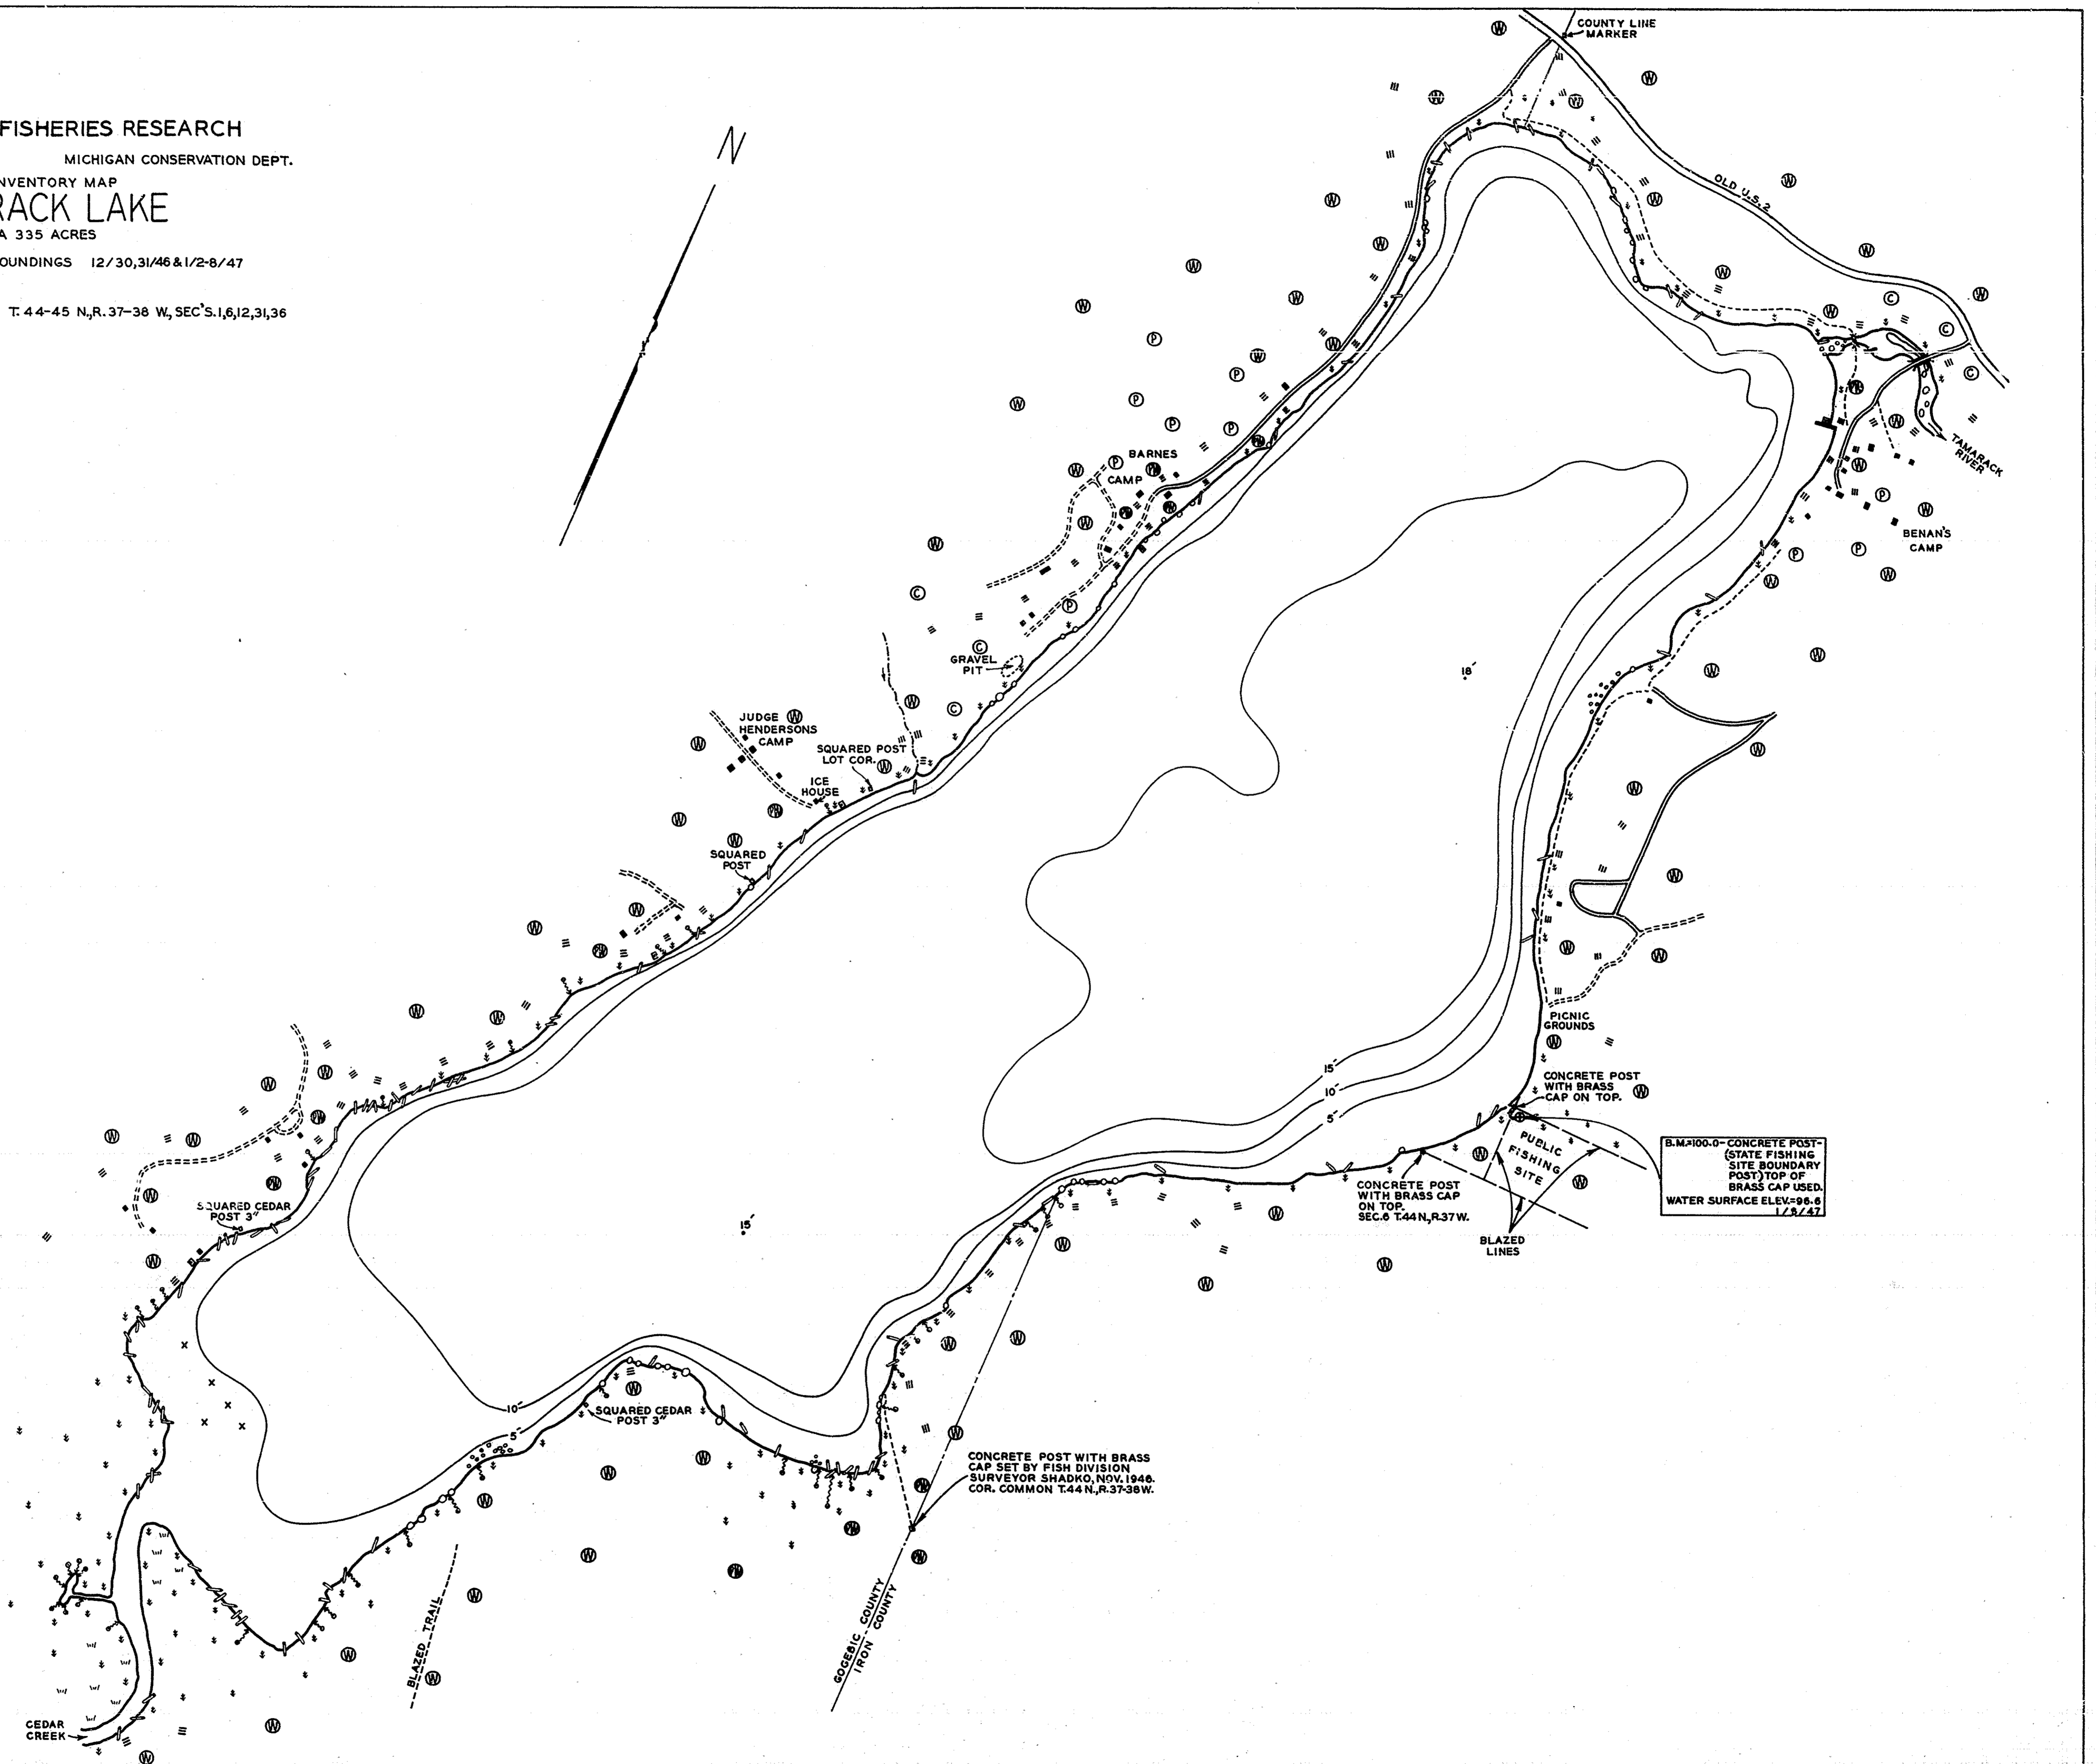 FISHERIES RESEARCH
MICHIGAN CONSERVATION DEPT.
NVENTORY MAP
RACK LAKE
A 335 ACRES
OUNDINGS 12/30,31/46 & 1/2-8/47
T. 44-45 N., R. 37-38 W., SEC'S. 1,6,12,31,36
N
COUNTY LINE
MARKER
OLD U.S. 2
TAMARACK
RIVER
BENAN'S
CAMP
BARNES
CAMP
GRAVEL
PIT
18'
JUDGE
HENDERSONS
CAMP
SQUARED POST
LOT COR.
ICE
HOUSE
SQUARED
POST
PICNIC
GROUNDS
15'
10'
5'
CONCRETE POST
WITH BRASS
CAP ON TOP.
PUBLIC
FISHING
SITE
B.M.=100.0-CONCRETE POST-
(STATE FISHING
SITE BOUNDARY
POST) TOP OF
BRASS CAP USED.
WATER SURFACE ELEV.=96.6
1/8/47
CONCRETE POST
WITH BRASS CAP
ON TOP.
SEC.6 T.44 N., R.37 W.
BLAZED
LINES
SQUARED CEDAR
POST 3"
15'
10'
5'
SQUARED CEDAR
POST 3"
CONCRETE POST WITH BRASS
CAP SET BY FISH DIVISION
SURVEYOR SHADKO, NOV. 1946.
COR. COMMON T.44 N., R.37-38 W.
GOGEBIC COUNTY
IRON COUNTY
BLAZED TRAIL
CEDAR
CREEK